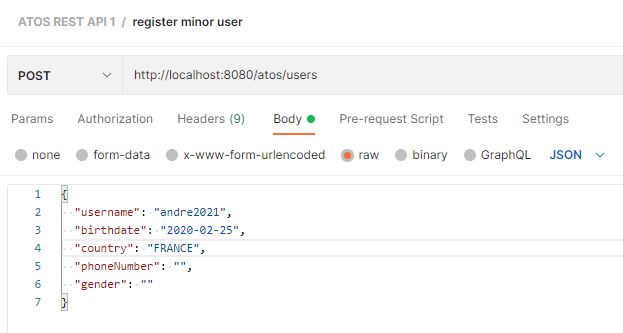 ATOS REST API 1 / register minor user
POST http://localhost:8080/atos/users
Params Authorization Headers (9) Body Pre-request Script Tests Settings
none form-data x-www-form-urlencoded raw binary GraphQL JSON
1 {
2 "username": "andre2021",
3 "birthdate": "2020-02-25",
4 "country": "FRANCE",
5 "phoneNumber": "",
6 "gender": ""
7 }